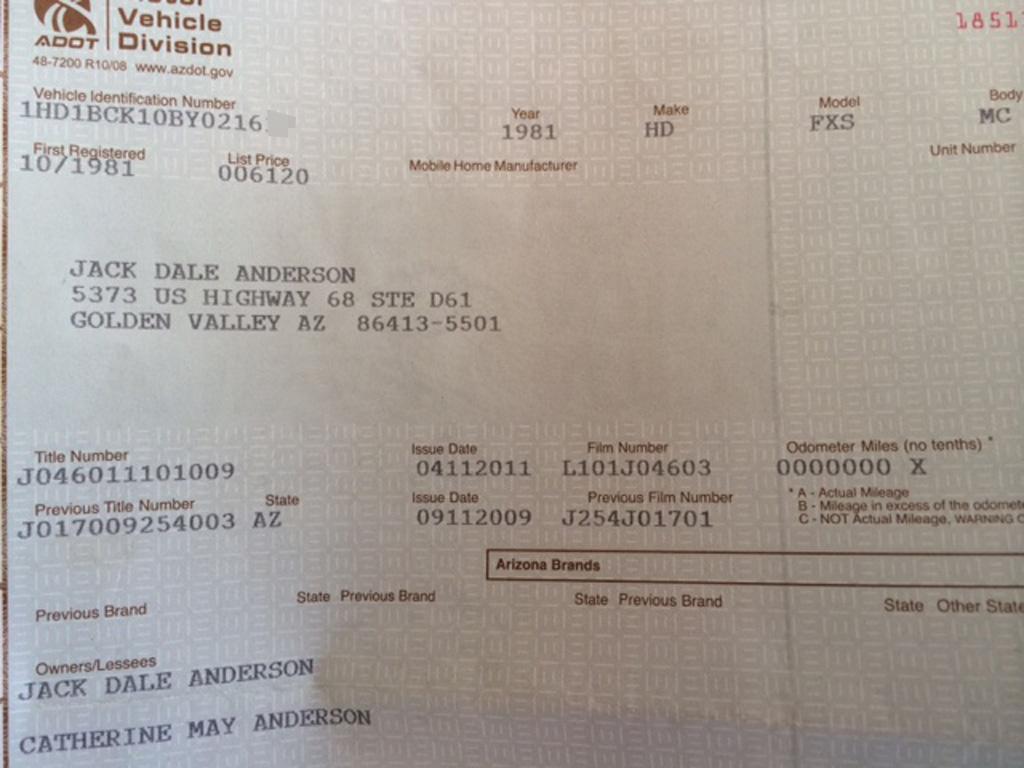 Vehicle
ADOT Division
48-7200 R10/08 www.azdot.gov
1851
Vehicle Identification Number Year Make Model Body
1HD1BCK10BY0216 1981 HD FXS MC
First Registered List Price Mobile Home Manufacturer Unit Number
10/1981 006120
JACK DALE ANDERSON
5373 US HIGHWAY 68 STE D61
GOLDEN VALLEY AZ 86413-5501
Title Number Issue Date Film Number Odometer Miles (no tenths) *
J046011101009 04112011 L101J04603 0000000 X
Previous Title Number State Issue Date Previous Film Number
J017009254003 AZ 09112009 J254J01701
* A - Actual Mileage
B - Mileage in excess of the odomete
C - NOT Actual Mileage, WARNING
Arizona Brands
Previous Brand State Previous Brand State Previous Brand State Other State
Owners/Lessees
JACK DALE ANDERSON
CATHERINE MAY ANDERSON